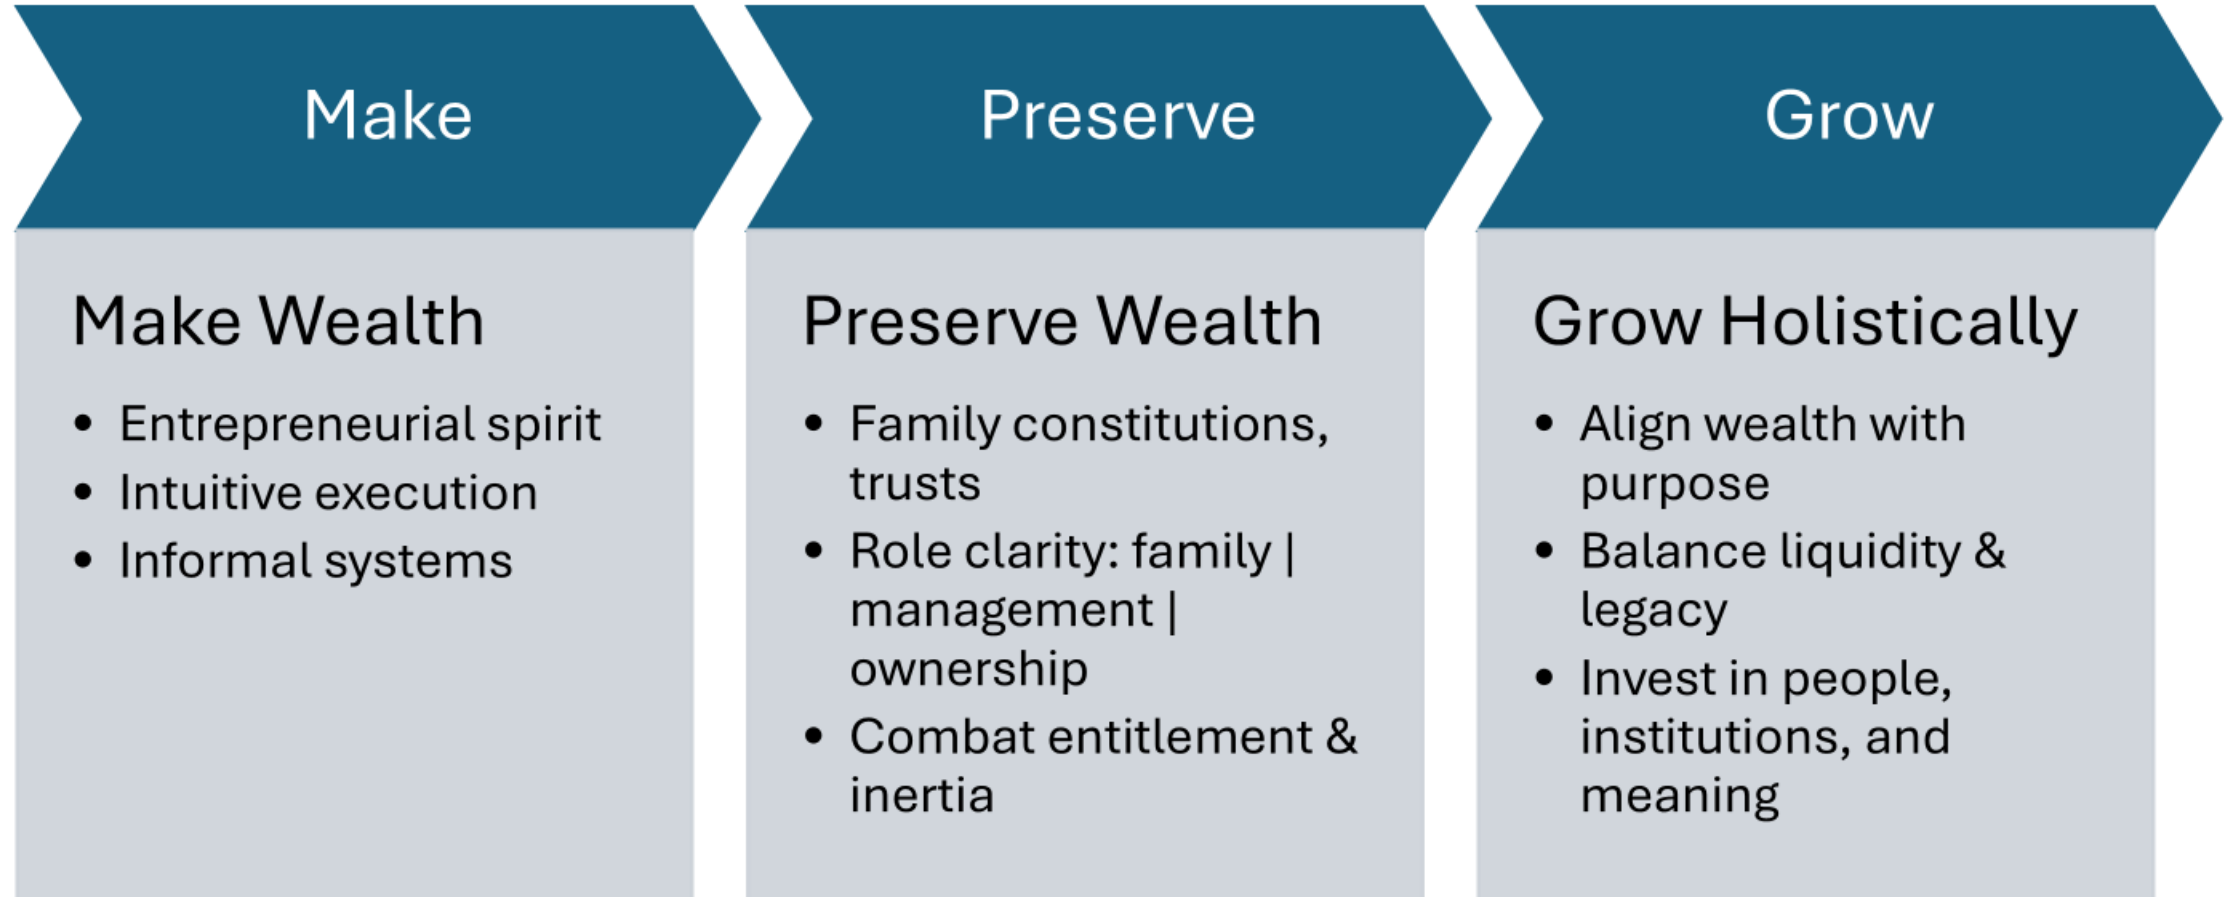 Make
Preserve
Grow
Make Wealth
• Entrepreneurial spirit
• Intuitive execution
• Informal systems
Preserve Wealth
• Family constitutions,
trusts
• Role clarity: family |
management |
ownership
• Combat entitlement &
inertia
Grow Holistically
• Align wealth with
purpose
• Balance liquidity &
legacy
• Invest in people,
institutions, and
meaning